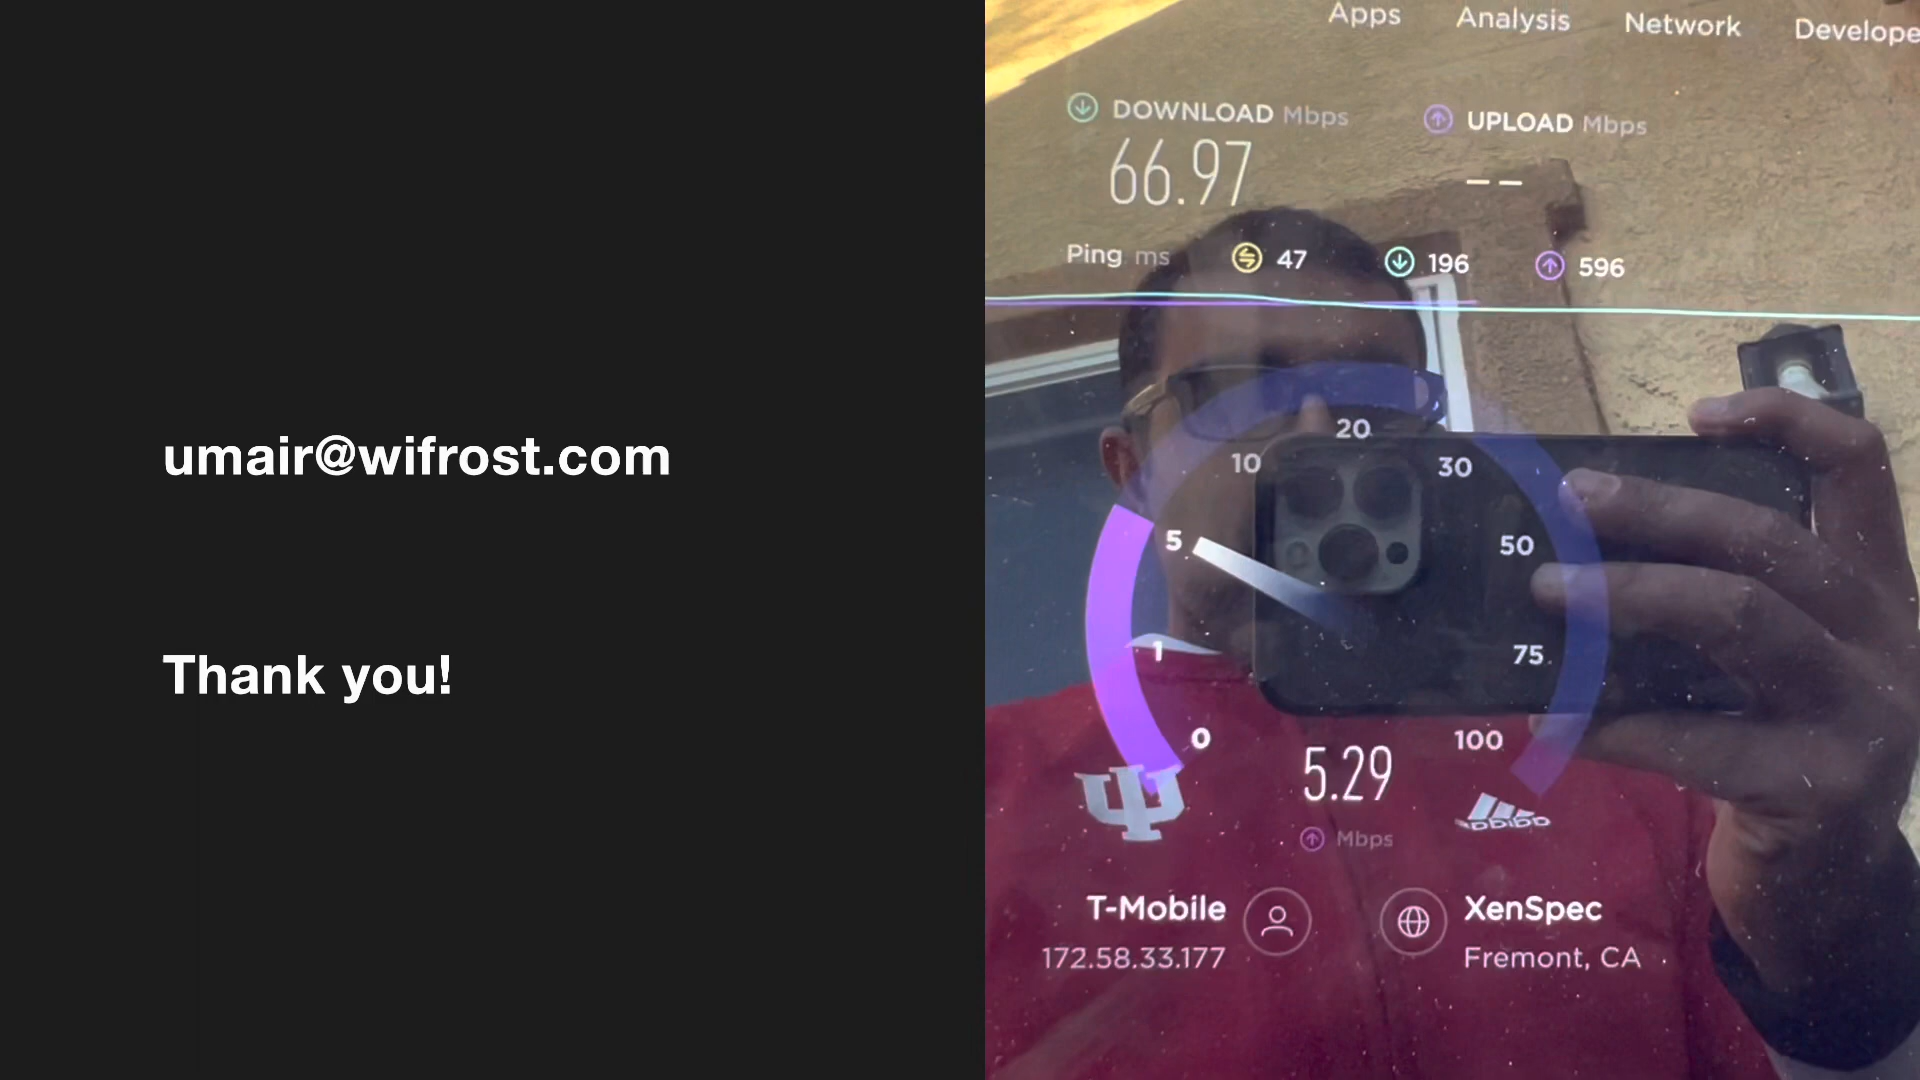 umair@wifrost.com
Thank you!
Apps Analysis Network Develope
DOWNLOAD Mbps UPLOAD Mbps
66.97 – –
Ping ms 47 196 596
20
10 30
5 50
1 75
0 100
5.29
Mbps
adidas
T-Mobile XenSpec
172.58.33.177 Fremont, CA